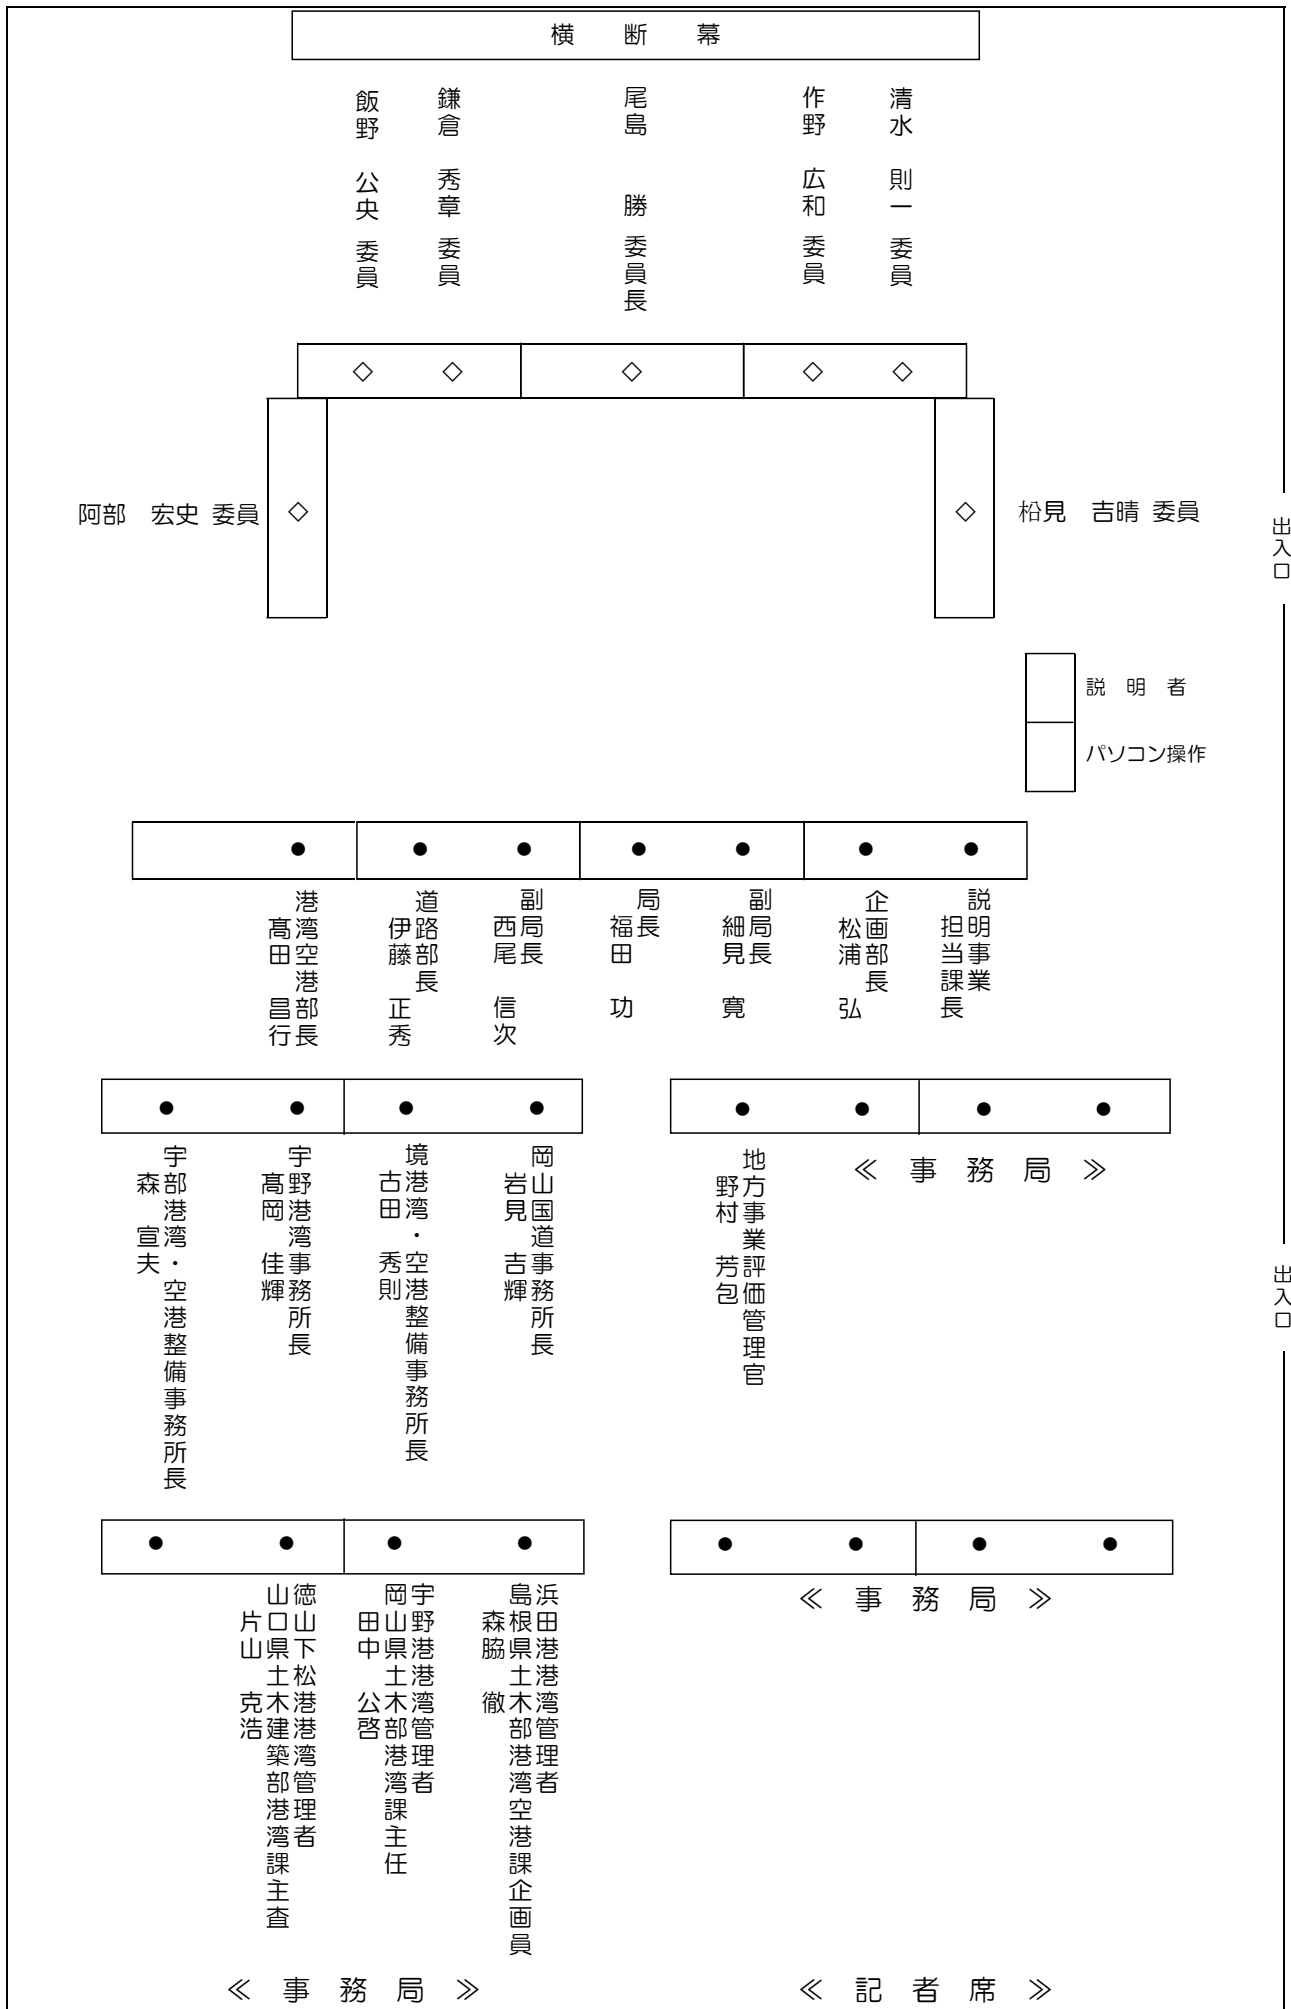 横 断 幕
飯野 公央 委員
鎌倉 秀章 委員
尾島 勝 委員長
作野 広和 委員
清水 則一 委員
◇ ◇ ◇ ◇ ◇
阿部 宏史 委員 ◇
◇ 柗見 吉晴 委員
出入口
説 明 者
パソコン操作
● ● ● ● ● ● ●
港湾空港部長
髙田 昌行
道路部長
伊藤 正秀
副局長
西尾 信次
局長
福田 功
副局長
細見 寛
企画部長
松浦 弘
説明事業
担当課長
● ● ● ● ● ● ● ●
宇部港湾・空港整備事務所長
森 宣夫
宇野港湾事務所長
髙岡 佳輝
境港湾・空港整備事務所長
古田 秀則
岡山国道事務所長
岩見 吉輝
地方事業評価管理官
野村 芳包
≪ 事 務 局 ≫
出入口
● ● ● ● ● ● ● ●
徳山下松港港湾管理者
山口県土木建築部港湾課主査
片山 克浩
宇野港港湾管理者
岡山県土木部港湾課主任
田中 公啓
浜田港港湾管理者
島根県土木部港湾空港課企画員
森脇 徹
≪ 事 務 局 ≫
≪ 事 務 局 ≫
≪ 記 者 席 ≫